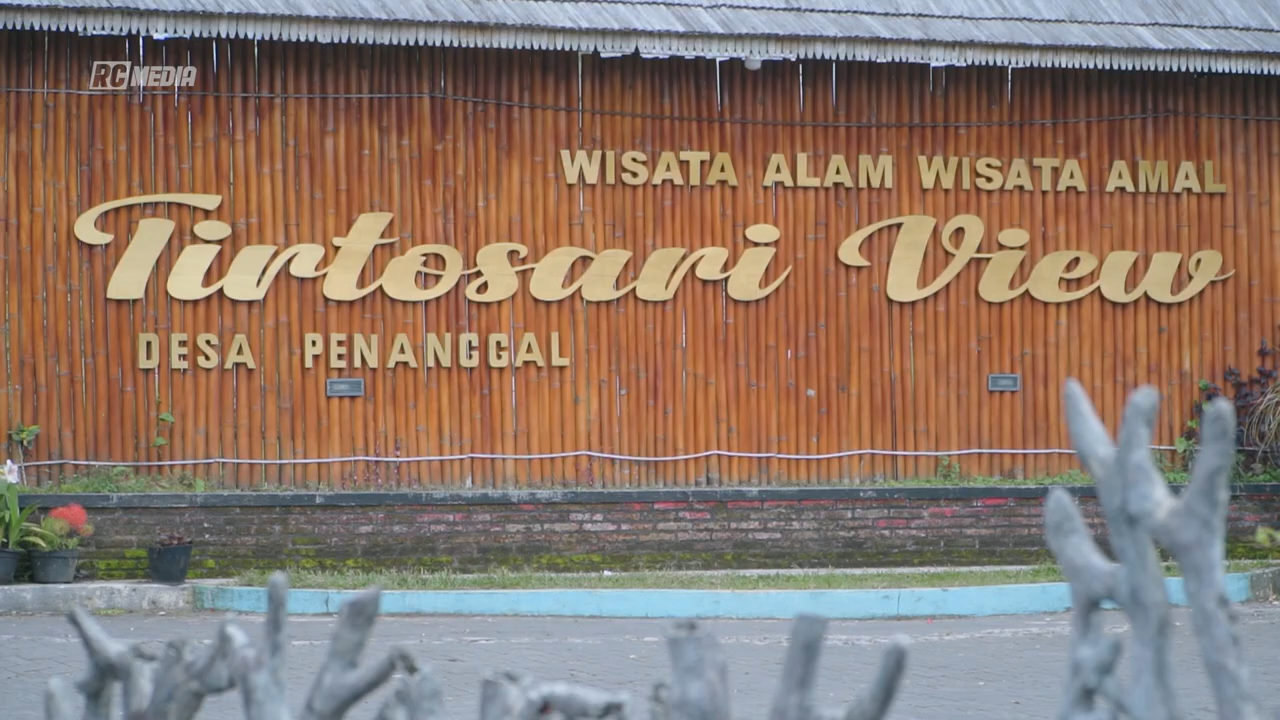 RC MEDIA
WISATA ALAM WISATA AMAL
Tirtosari View
DESA PENANGGAL